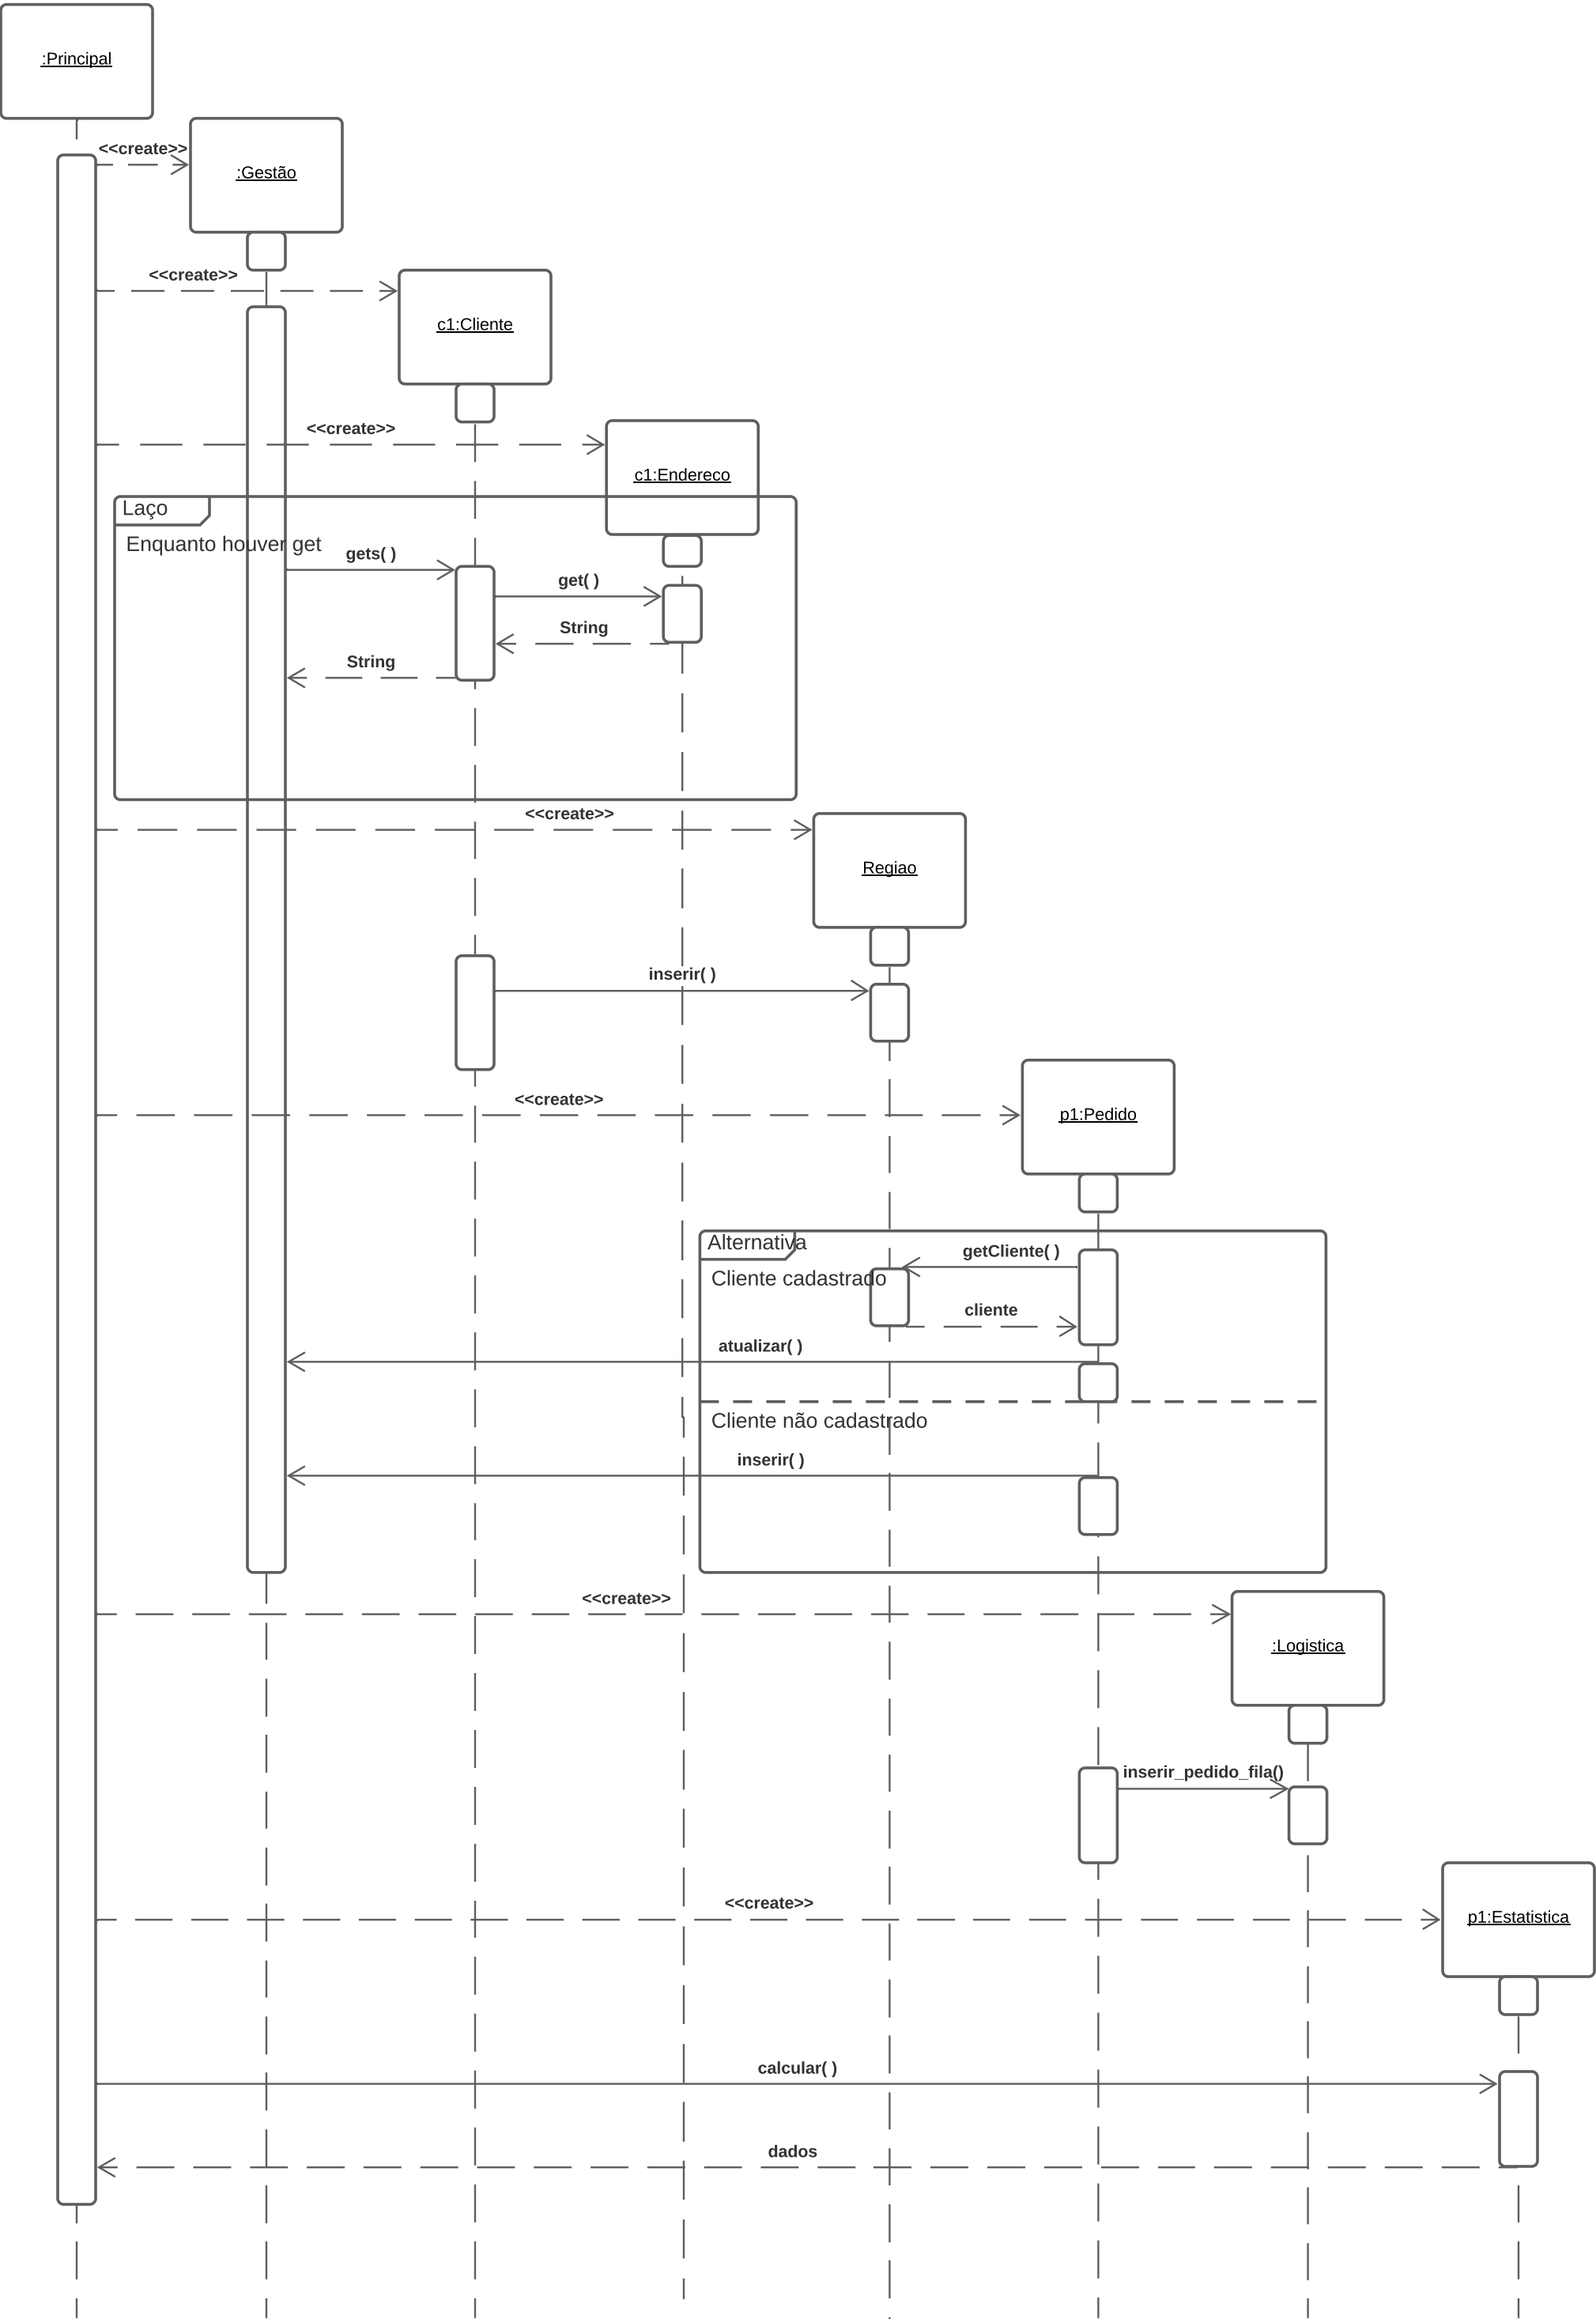 :Principal
<<create>>
:Gestão
<<create>>
c1:Cliente
<<create>>
c1:Endereco
Laço
Enquanto houver get
gets( )
get( )
String
String
<<create>>
Regiao
inserir( )
<<create>>
p1:Pedido
Alternativa
getCliente( )
Cliente cadastrado
cliente
atualizar( )
Cliente não cadastrado
inserir( )
<<create>>
:Logistica
inserir_pedido_fila()
<<create>>
p1:Estatistica
calcular( )
dados